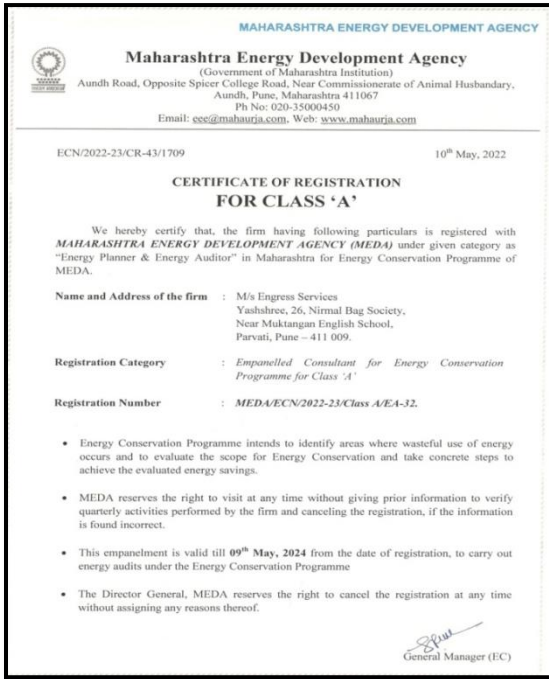 MAHARASHTRA ENERGY DEVELOPMENT AGENCY
Maharashtra Energy Development Agency
(Government of Maharashtra Institution)
Aundh Road, Opposite Spicer College Road, Near Commissionerate of Animal Husbandary,
Aundh, Pune, Maharashtra 411067
Ph No: 020-35000450
Email: eee@mahaurja.com, Web: www.mahaurja.com
ECN/2022-23/CR-43/1709 10th May, 2022
CERTIFICATE OF REGISTRATION
FOR CLASS ‘A’
We hereby certify that, the firm having following particulars is registered with
MAHARASHTRA ENERGY DEVELOPMENT AGENCY (MEDA) under given category as
“Energy Planner & Energy Auditor” in Maharashtra for Energy Conservation Programme of
MEDA.
Name and Address of the firm : M/s Engress Services
Yashshree, 26, Nirmal Bag Society,
Near Muktangan English School,
Parvati, Pune – 411 009.
Registration Category : Empanelled Consultant for Energy Conservation
Programme for Class ‘A’
Registration Number : MEDA/ECN/2022-23/Class A/EA-32.
• Energy Conservation Programme intends to identify areas where wasteful use of energy
occurs and to evaluate the scope for Energy Conservation and take concrete steps to
achieve the evaluated energy savings.
• MEDA reserves the right to visit at any time without giving prior information to verify
quarterly activities performed by the firm and canceling the registration, if the information
is found incorrect.
• This empanelment is valid till 09th May, 2024 from the date of registration, to carry out
energy audits under the Energy Conservation Programme
• The Director General, MEDA reserves the right to cancel the registration at any time
without assigning any reasons thereof.
General Manager (EC)